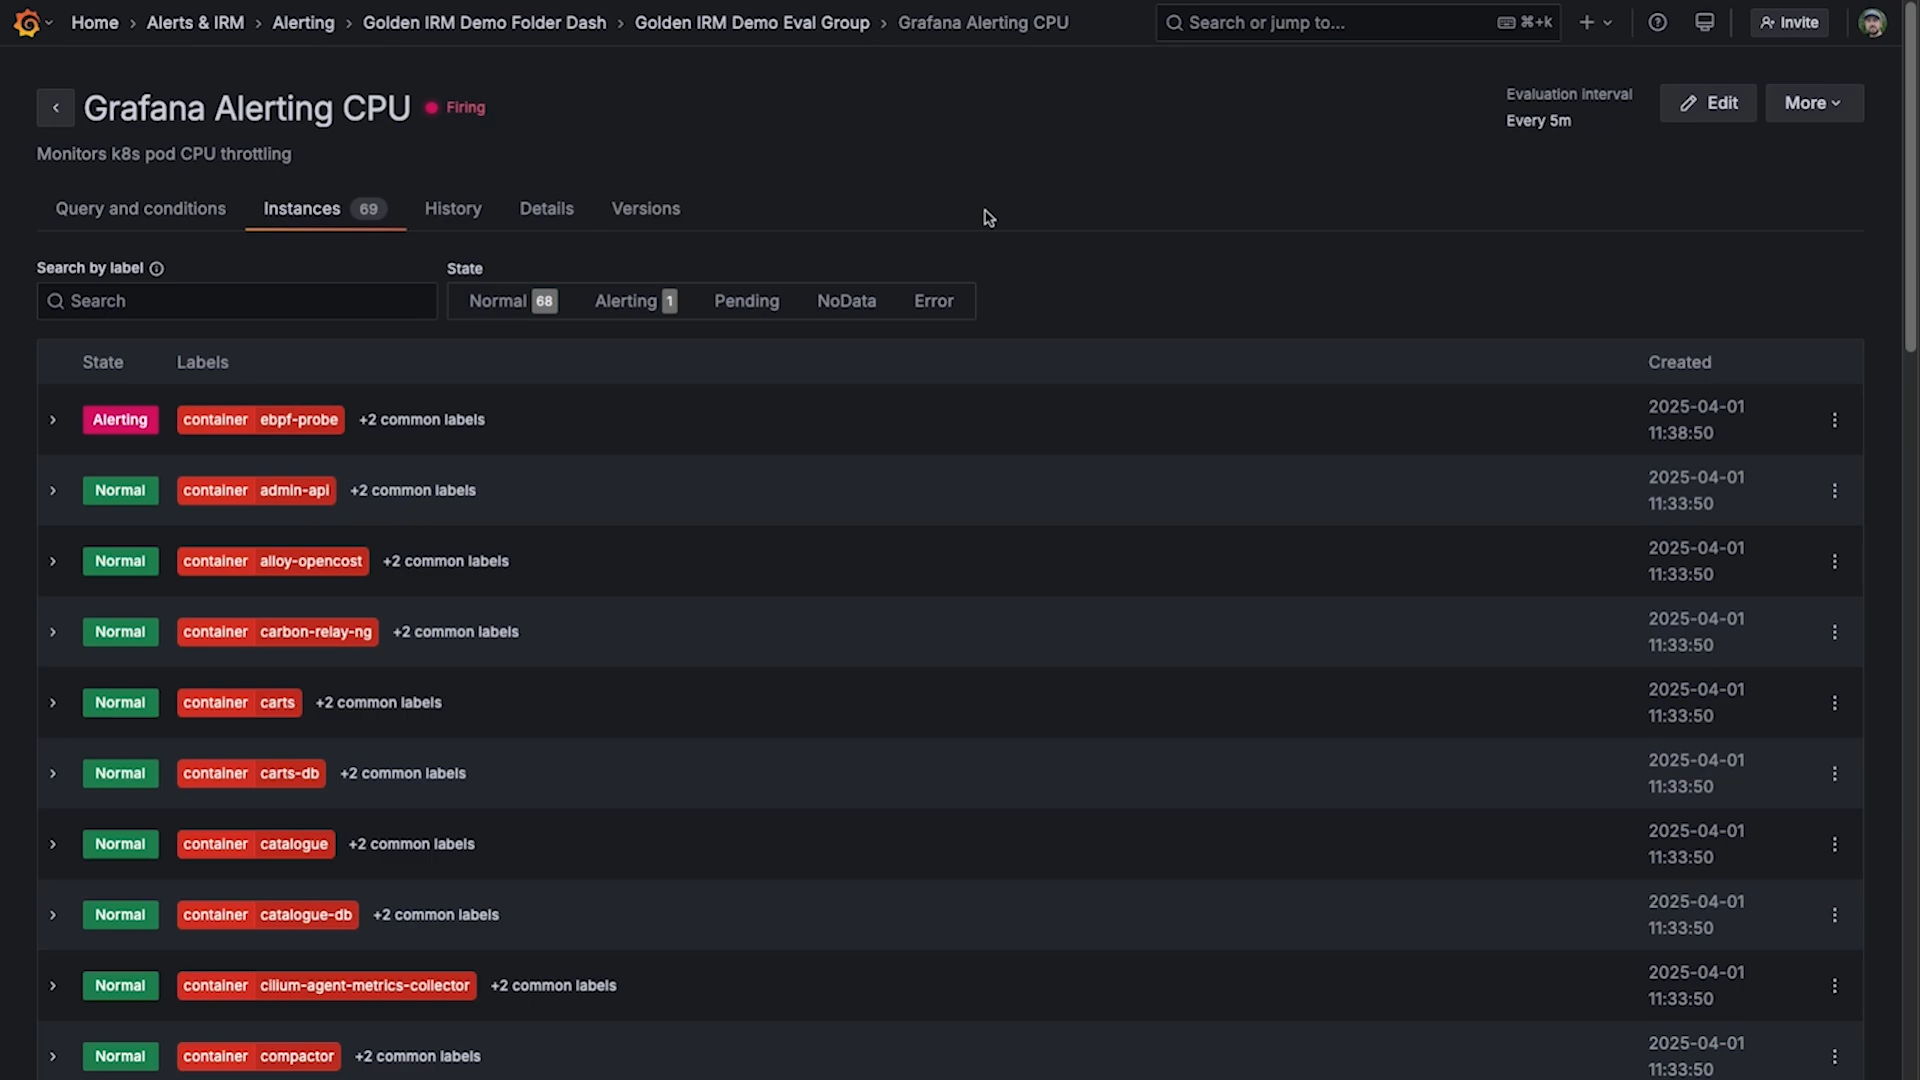 Home › Alerts & IRM › Alerting › Golden IRM Demo Folder Dash › Golden IRM Demo Eval Group › Grafana Alerting CPU
Search or jump to... ⌘+K
Invite
Grafana Alerting CPU Firing
Evaluation interval
Every 5m
Edit More
Monitors k8s pod CPU throttling
Query and conditions Instances 69 History Details Versions
Search by label State
Search Normal 68 Alerting 1 Pending NoData Error
State Labels Created
Alerting container ebpf-probe +2 common labels 2025-04-01
11:38:50
Normal container admin-api +2 common labels 2025-04-01
11:33:50
Normal container alloy-opencost +2 common labels 2025-04-01
11:33:50
Normal container carbon-relay-ng +2 common labels 2025-04-01
11:33:50
Normal container carts +2 common labels 2025-04-01
11:33:50
Normal container carts-db +2 common labels 2025-04-01
11:33:50
Normal container catalogue +2 common labels 2025-04-01
11:33:50
Normal container catalogue-db +2 common labels 2025-04-01
11:33:50
Normal container cilium-agent-metrics-collector +2 common labels 2025-04-01
11:33:50
Normal container compactor +2 common labels 2025-04-01
11:33:50